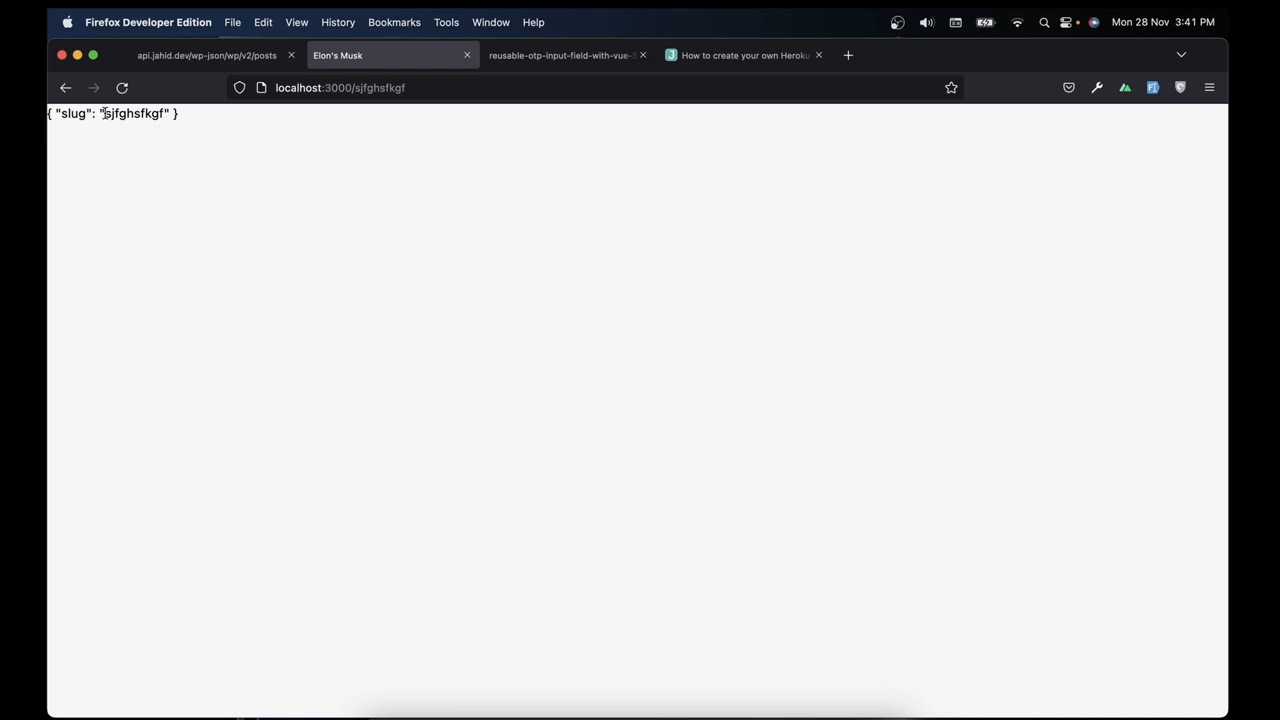 Firefox Developer Edition File Edit View History Bookmarks Tools Window Help Mon 28 Nov 3:41 PM
api.jahid.dev/wp-json/wp/v2/posts Elon's Musk reusable-otp-input-field-with-vue-3 How to create your own Heroku
localhost:3000/sjfghsfkgf
{ "slug": "sjfghsfkgf" }